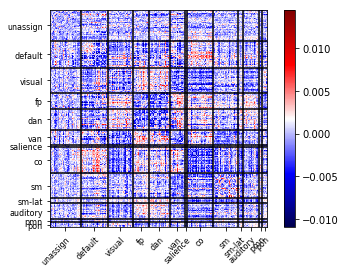 unassign
default
visual
fp
dan
van
salience
co
sm
sm-lat
auditory
pmn
pon
unassign
default
visual
fp
dan
van
salience
co
sm
sm-lat
auditory
0.010
0.005
0.000
−0.005
−0.010